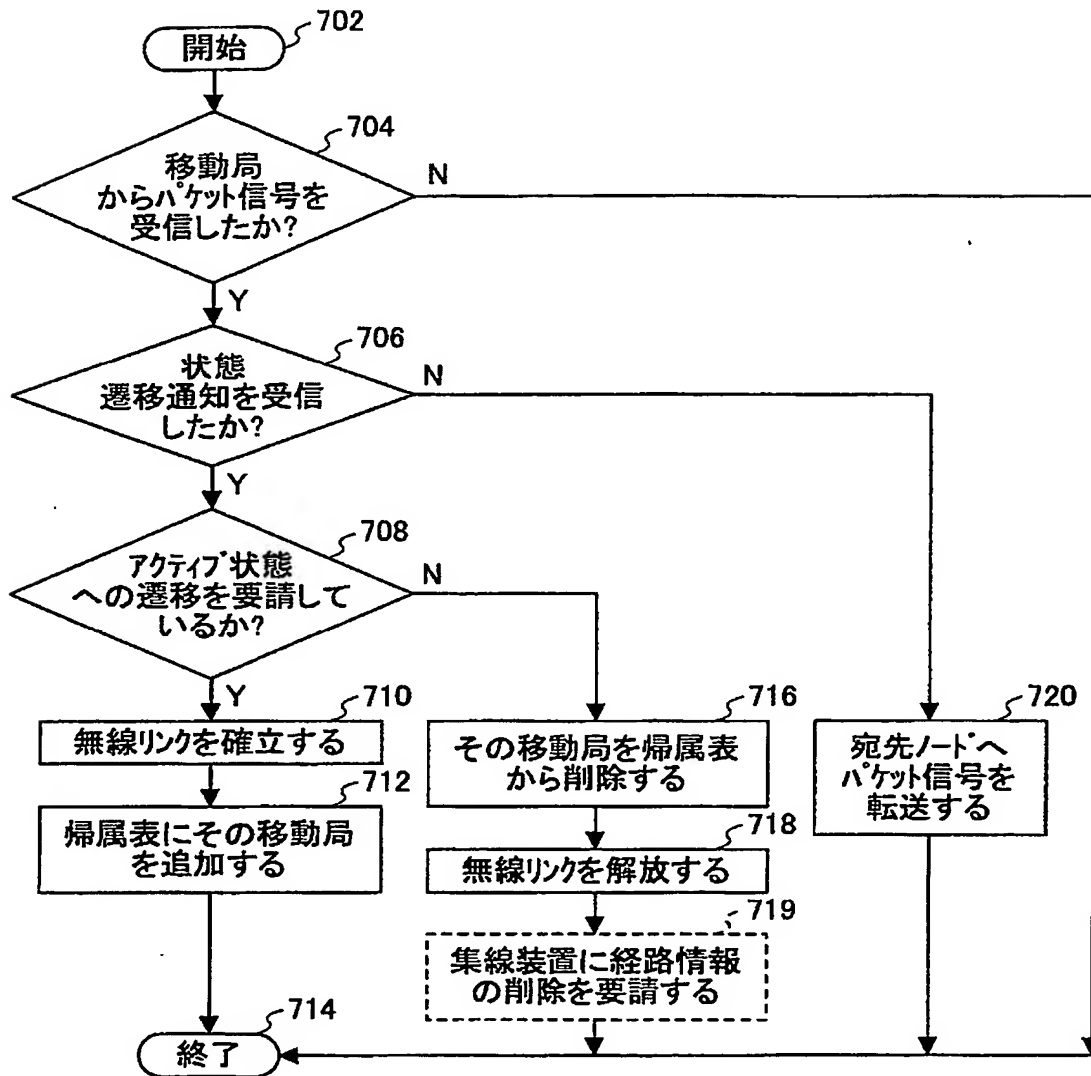 702
開始
704
移動局
からパケット信号を
受信したか?
N
Y
706
状態
遷移通知を受信
したか?
N
Y
708
アクティブ状態
への遷移を要請して
いるか?
N
Y
710
無線リンクを確立する
712
帰属表にその移動局
を追加する
716
その移動局を帰属表
から削除する
718
無線リンクを解放する
719
集線装置に経路情報
の削除を要請する
720
宛先ノードへ
パケット信号を
転送する
714
終了